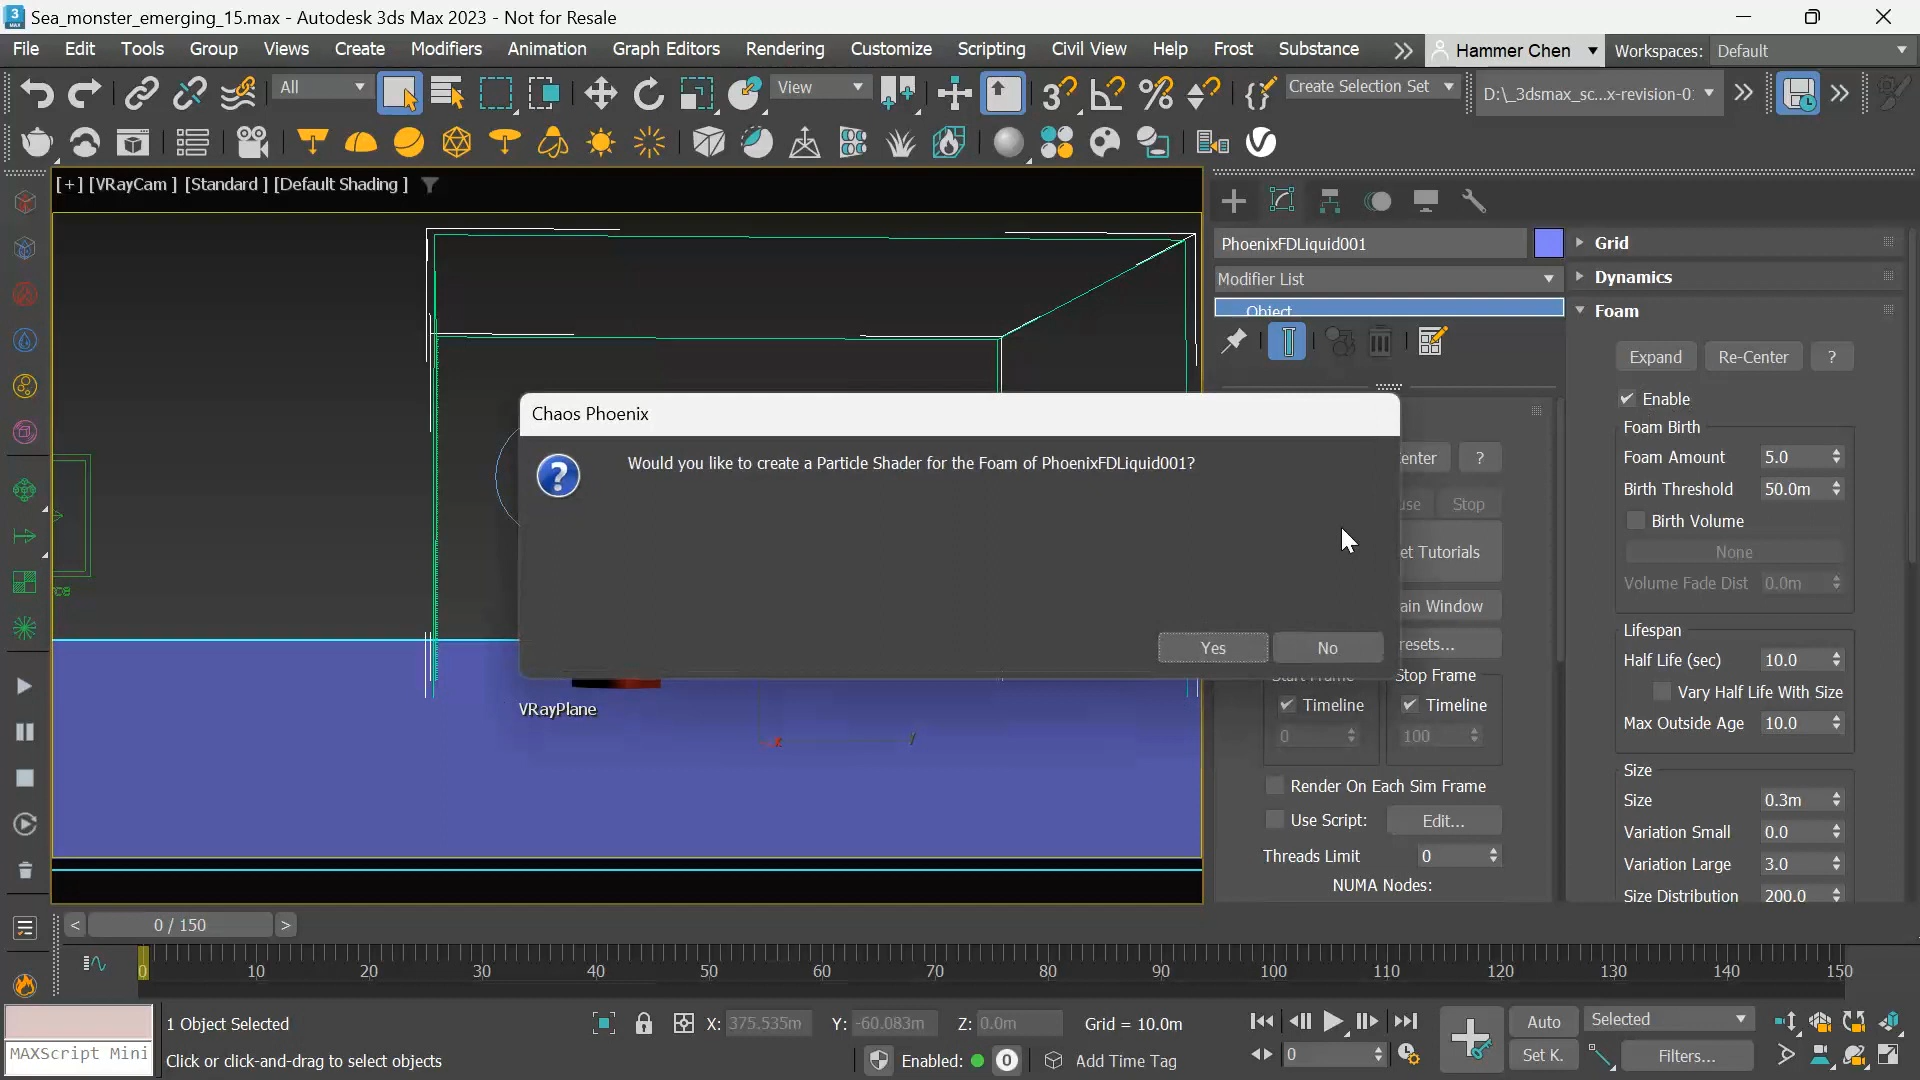 Sea_monster_emerging_15.max - Autodesk 3ds Max 2023 - Not for Resale
File Edit Tools Group Views Create Modifiers Animation Graph Editors Rendering Customize Scripting Civil View Help Frost Substance Hammer Chen Workspaces: Default
All View Create Selection Set D:\_3dsmax_sc...x-revision-0
[+] [VRayCam ] [Standard ] [Default Shading ]
PhoenixFDLiquid001
Modifier List
Object
Grid
Dynamics
Foam
Expand Re-Center ?
Enable
Foam Birth
Foam Amount 5.0
Birth Threshold 50.0m
Birth Volume
None
Volume Fade Dist 0.0m
Lifespan
Half Life (sec) 10.0
Vary Half Life With Size
Max Outside Age 10.0
Size
Size 0.3m
Variation Small 0.0
Variation Large 3.0
Size Distribution 200.0
Chaos Phoenix
Would you like to create a Particle Shader for the Foam of PhoenixFDLiquid001?
Yes No
enter ?
use Stop
et Tutorials
ain Window
resets...
Start Frame Stop Frame
Timeline Timeline
0 100
Render On Each Sim Frame
Use Script: Edit...
Threads Limit 0
NUMA Nodes:
rce
VRayPlane
x
< 0 / 150 >
0 10 20 30 40 50 60 70 80 90 100 110 120 130 140 150
MAXScript Mini
1 Object Selected
Click or click-and-drag to select objects
X: 375.535m Y: -60.083m Z: 0.0m Grid = 10.0m
Enabled: 0 Add Time Tag
0
Auto Selected
Set K. Filters...